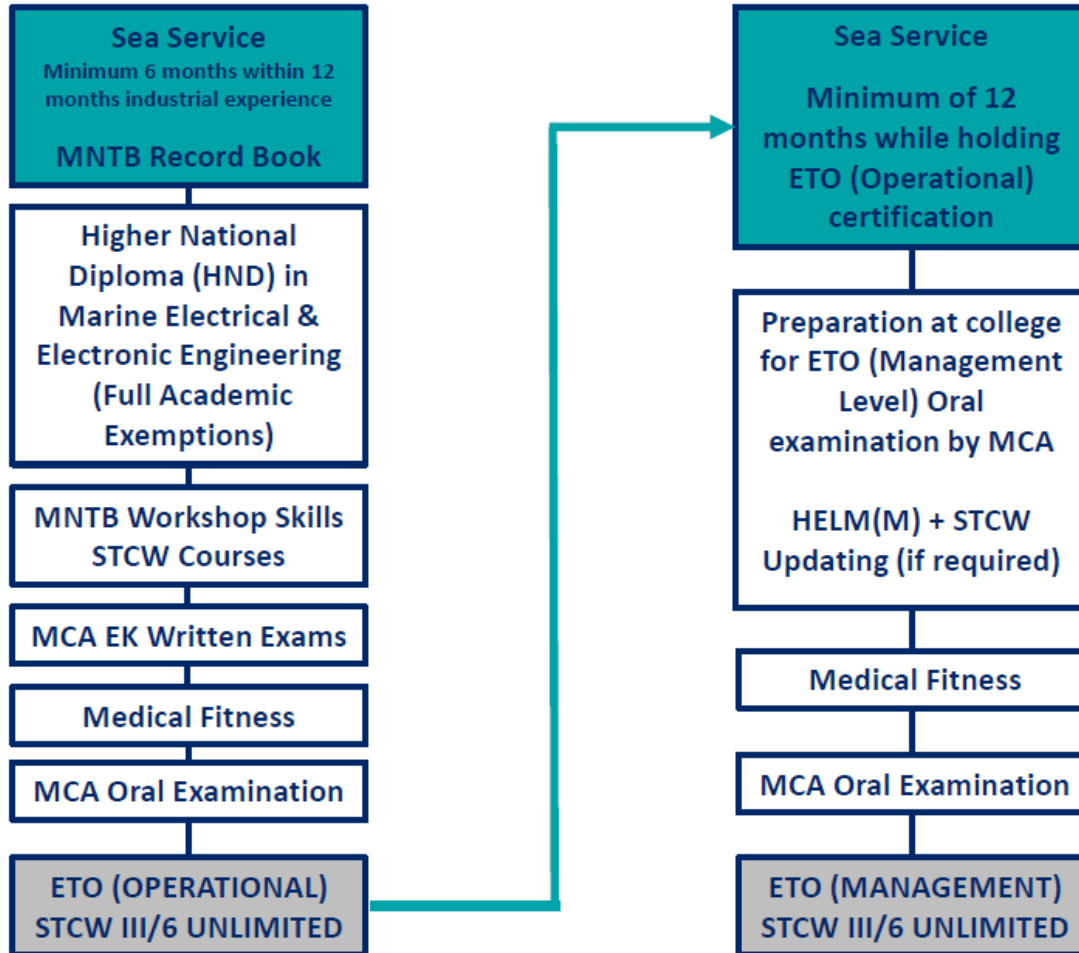 Sea Service
Minimum 6 months within 12
months industrial experience
MNTB Record Book
Higher National
Diploma (HND) in
Marine Electrical &
Electronic Engineering
(Full Academic
Exemptions)
MNTB Workshop Skills
STCW Courses
MCA EK Written Exams
Medical Fitness
MCA Oral Examination
ETO (OPERATIONAL)
STCW III/6 UNLIMITED
Sea Service
Minimum of 12
months while holding
ETO (Operational)
certification
Preparation at college
for ETO (Management
Level) Oral
examination by MCA
HELM(M) + STCW
Updating (if required)
Medical Fitness
MCA Oral Examination
ETO (MANAGEMENT)
STCW III/6 UNLIMITED